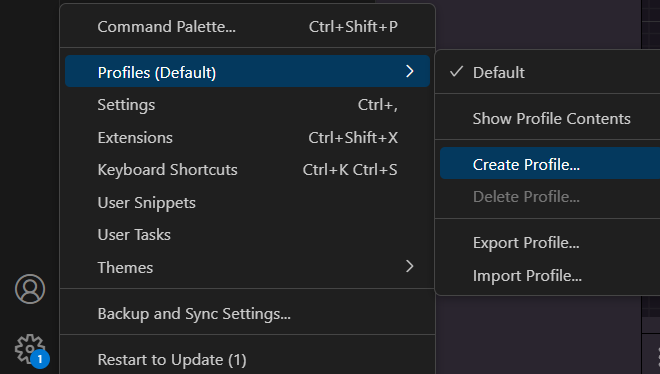 Command Palette... Ctrl+Shift+P
Profiles (Default)
Settings Ctrl+,
Extensions Ctrl+Shift+X
Keyboard Shortcuts Ctrl+K Ctrl+S
User Snippets
User Tasks
Themes
Backup and Sync Settings...
Restart to Update (1)
Default
Show Profile Contents
Create Profile...
Delete Profile...
Export Profile...
Import Profile...
1